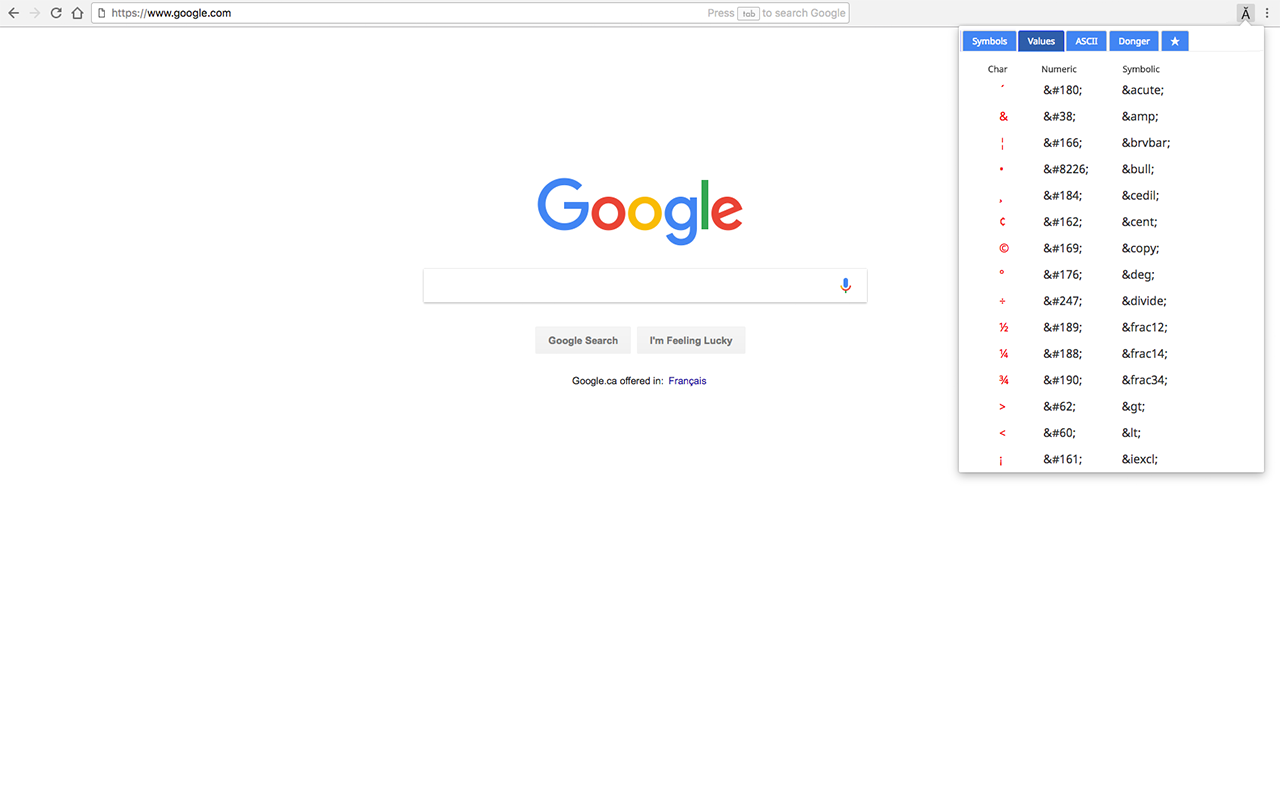 https://www.google.com Press tab to search Google Ă
Symbols Values ASCII Donger ★
Char Numeric Symbolic
´ &#180; &acute;
& &#38; &amp;
¦ &#166; &brvbar;
• &#8226; &bull;
¸ &#184; &cedil;
¢ &#162; &cent;
© &#169; &copy;
° &#176; &deg;
÷ &#247; &divide;
½ &#189; &frac12;
¼ &#188; &frac14;
¾ &#190; &frac34;
> &#62; &gt;
< &#60; &lt;
¡ &#161; &iexcl;
Google
Google Search I'm Feeling Lucky
Google.ca offered in: Français